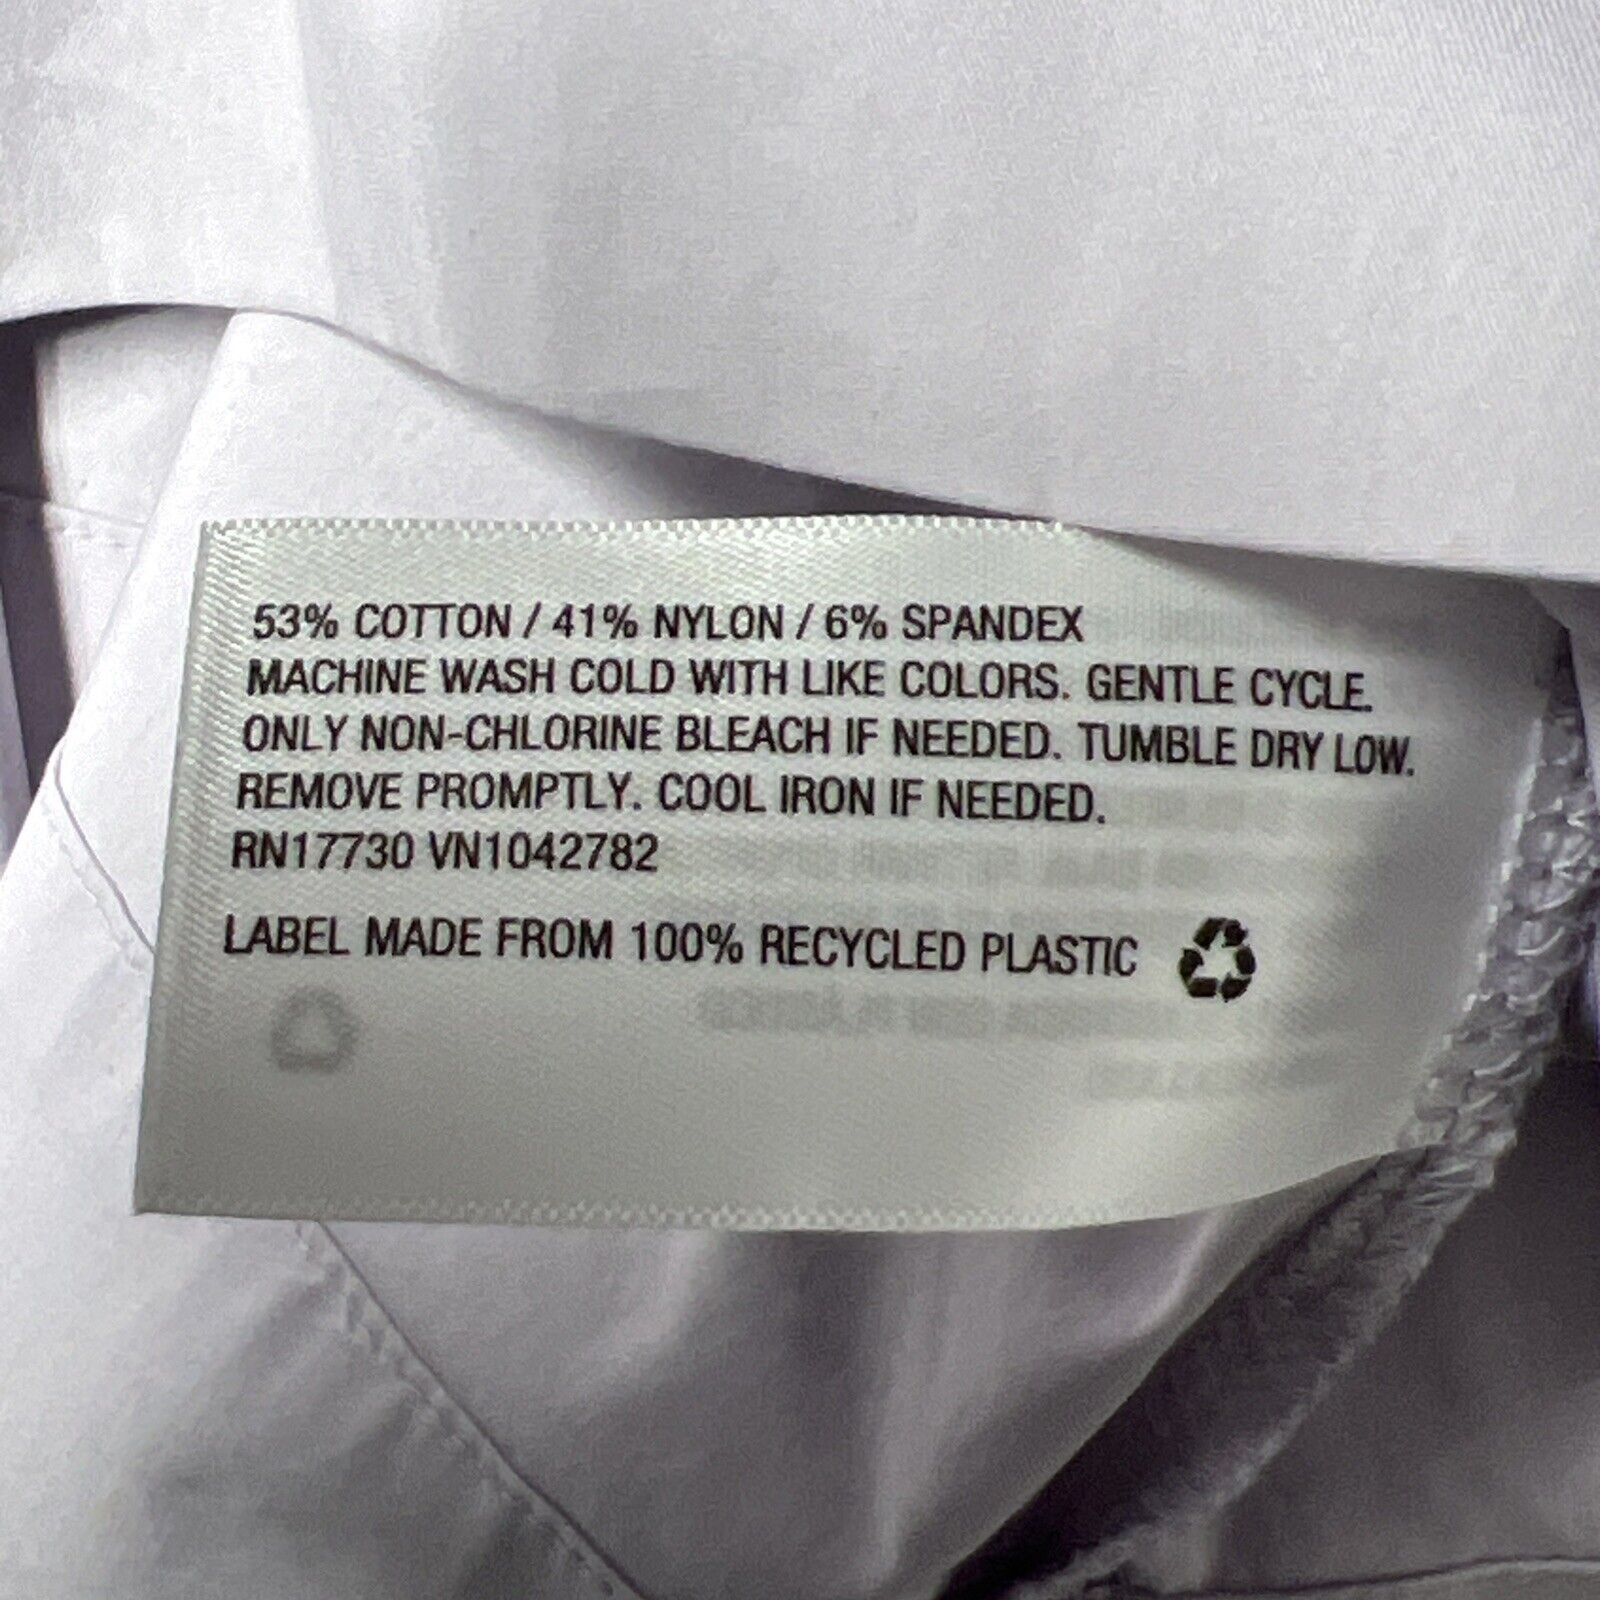 53% COTTON / 41% NYLON / 6% SPANDEX
MACHINE WASH COLD WITH LIKE COLORS. GENTLE CYCLE.
ONLY NON-CHLORINE BLEACH IF NEEDED. TUMBLE DRY LOW.
REMOVE PROMPTLY. COOL IRON IF NEEDED.
RN17730 VN1042782
LABEL MADE FROM 100% RECYCLED PLASTIC